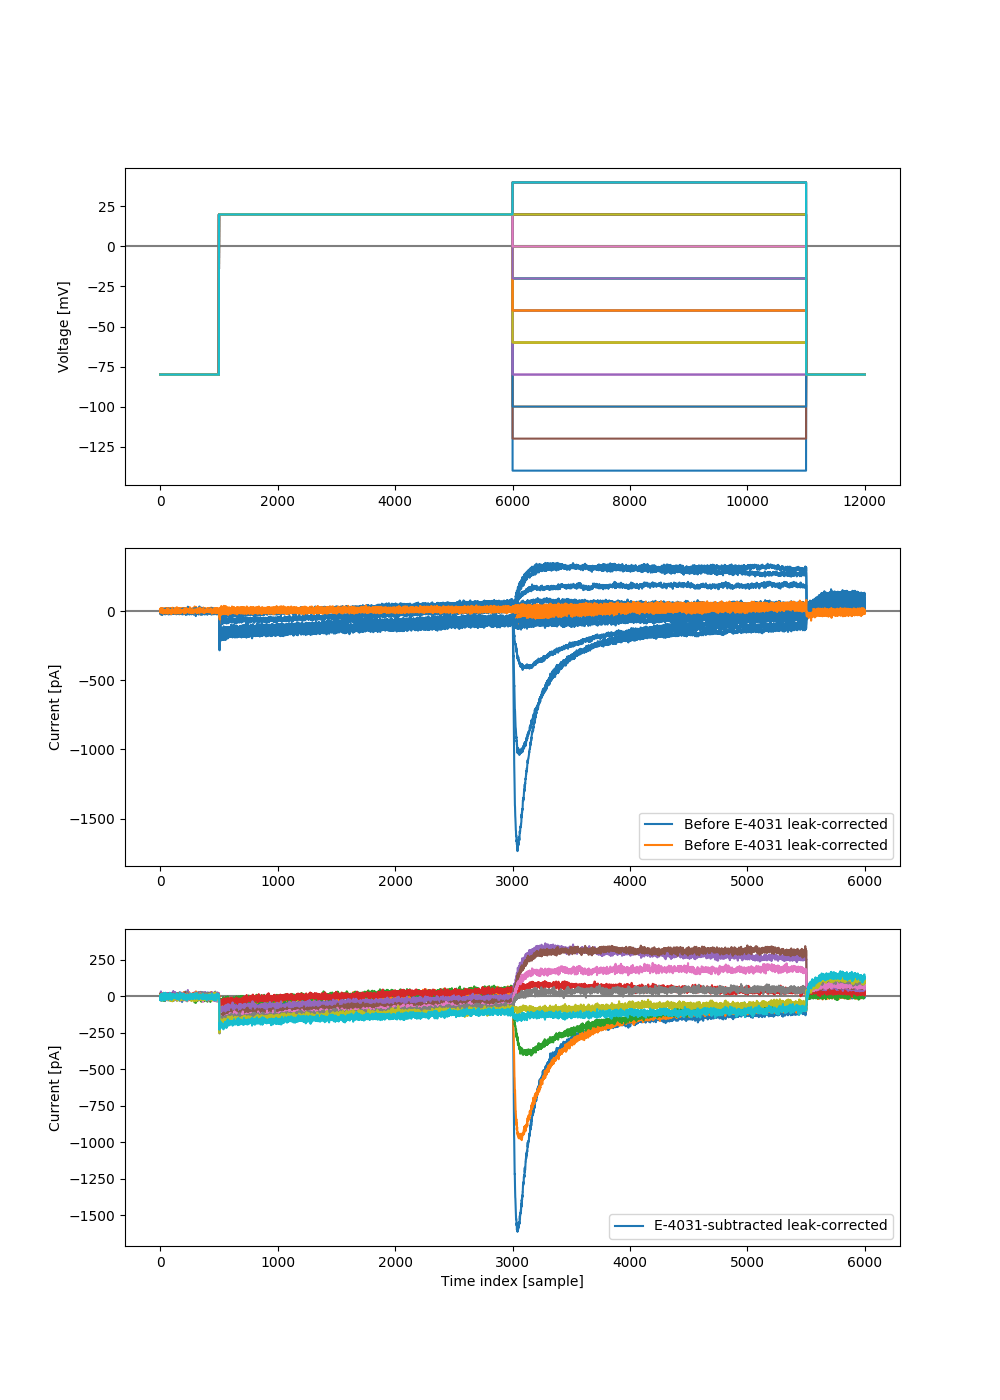 25
0
−25
−50
−75
−100
−125
Voltage [mV]
0 2000 4000 6000 8000 10000 12000
0
−500
−1000
−1500
Current [pA]
Before E-4031 leak-corrected
Before E-4031 leak-corrected
0 1000 2000 3000 4000 5000 6000
250
0
−250
−500
−750
−1000
−1250
−1500
Current [pA]
E-4031-subtracted leak-corrected
0 1000 2000 3000 4000 5000 6000
Time index [sample]